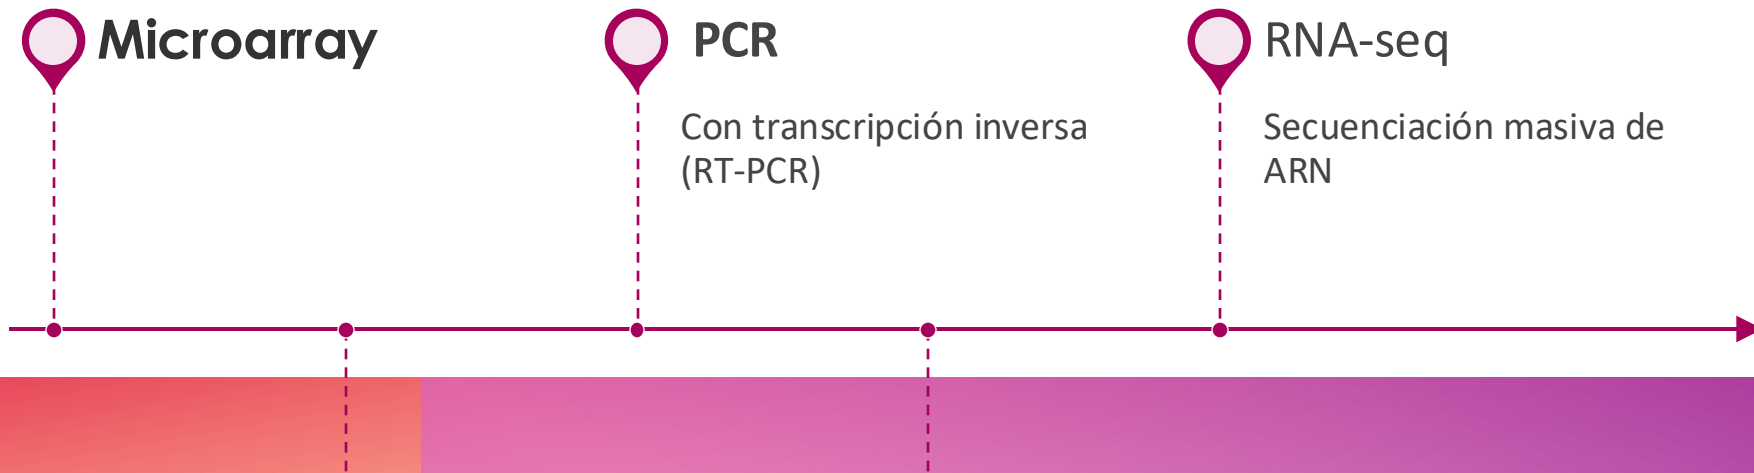 Microarray
PCR
Con transcripción inversa
(RT-PCR)
RNA-seq
Secuenciación masiva de
ARN